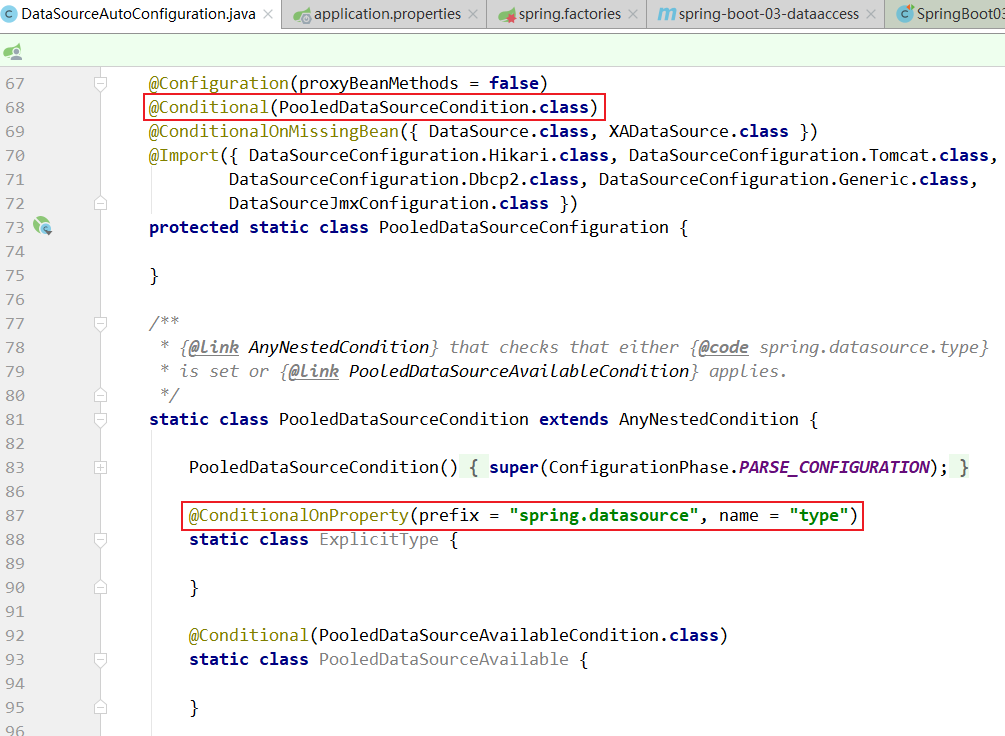 DataSourceAutoConfiguration.java × application.properties × spring.factories × spring-boot-03-dataaccess × SpringBoot03
67 @Configuration(proxyBeanMethods = false)
68 @Conditional(PooledDataSourceCondition.class)
69 @ConditionalOnMissingBean({ DataSource.class, XADataSource.class })
70 @Import({ DataSourceConfiguration.Hikari.class, DataSourceConfiguration.Tomcat.class,
71 DataSourceConfiguration.Dbcp2.class, DataSourceConfiguration.Generic.class,
72 DataSourceJmxConfiguration.class })
73 protected static class PooledDataSourceConfiguration {
74
75 }
76
77 /**
78 * {@link AnyNestedCondition} that checks that either {@code spring.datasource.type}
79 * is set or {@link PooledDataSourceAvailableCondition} applies.
80 */
81 static class PooledDataSourceCondition extends AnyNestedCondition {
82
83 PooledDataSourceCondition() { super(ConfigurationPhase.PARSE_CONFIGURATION); }
86
87 @ConditionalOnProperty(prefix = "spring.datasource", name = "type")
88 static class ExplicitType {
89
90 }
91
92 @Conditional(PooledDataSourceAvailableCondition.class)
93 static class PooledDataSourceAvailable {
94
95 }
96